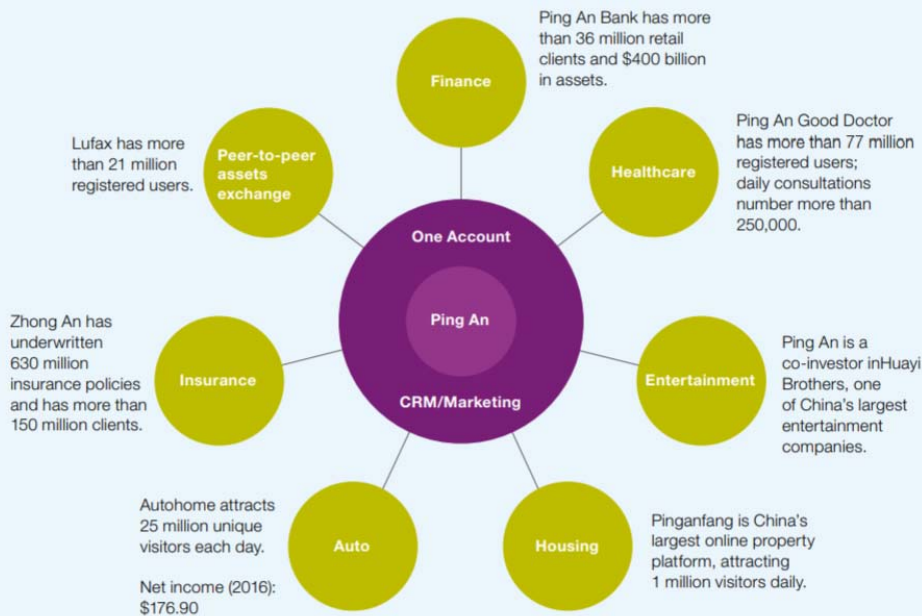 Ping An Bank has more
than 36 million retail
clients and $400 billion
in assets.
Finance
Ping An Good Doctor
has more than 77 million
registered users;
daily consultations
number more than
250,000.
Healthcare
Lufax has more
than 21 million
registered users.
Peer-to-peer
assets
exchange
One Account
Ping An
CRM/Marketing
Zhong An has
underwritten
630 million
insurance policies
and has more than
150 million clients.
Insurance
Entertainment
Ping An is a
co-investor inHuayi
Brothers, one
of China's largest
entertainment
companies.
Autohome attracts
25 million unique
visitors each day.
Net income (2016):
$176.90
Auto
Housing
Pinganfang is China's
largest online property
platform, attracting
1 million visitors daily.